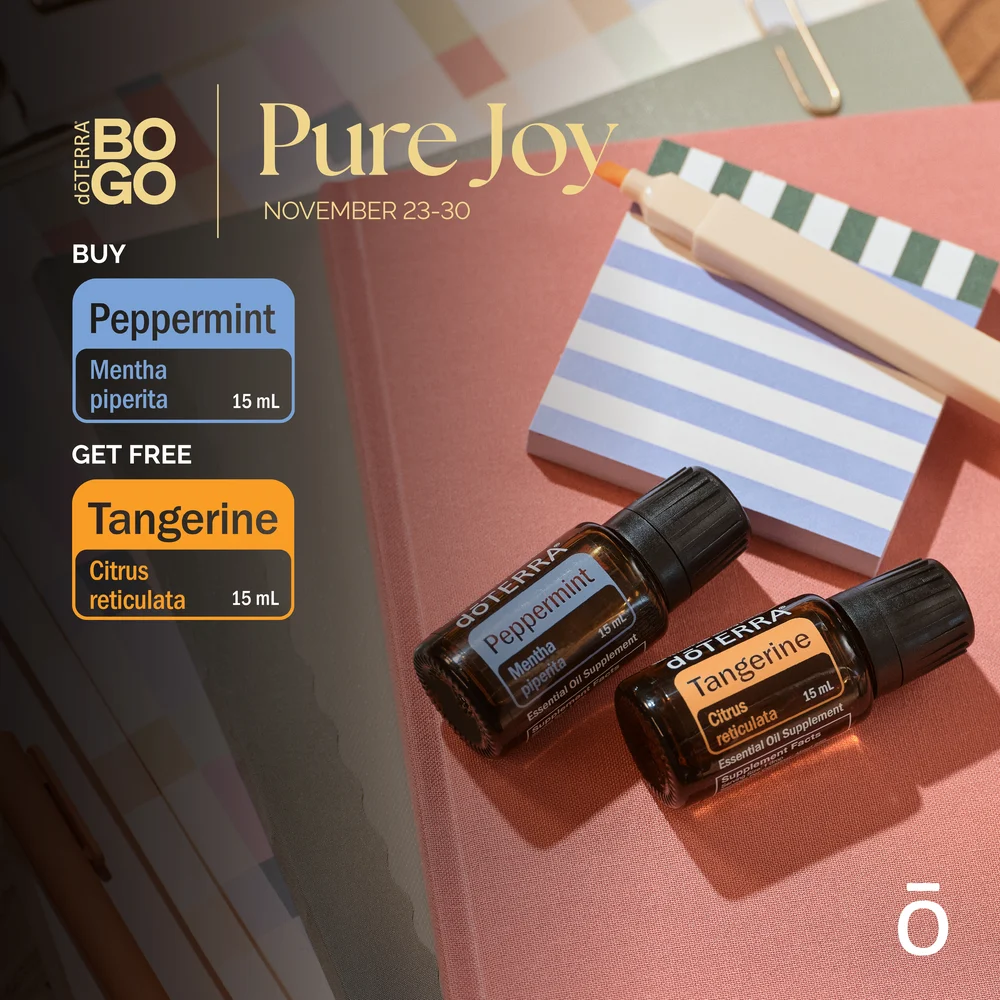 dōTERRA
BO
GO
Pure Joy
NOVEMBER 23-30
BUY
Peppermint
Mentha
piperita 15 mL
GET FREE
Tangerine
Citrus
reticulata 15 mL
dōTERRA
Peppermint
15 mL
Mentha
piperita
Essential Oil Supplement
Supplement Facts
dōTERRA
Tangerine
15 mL
Citrus
reticulata
Essential Oil Supplement
Supplement Facts
ō